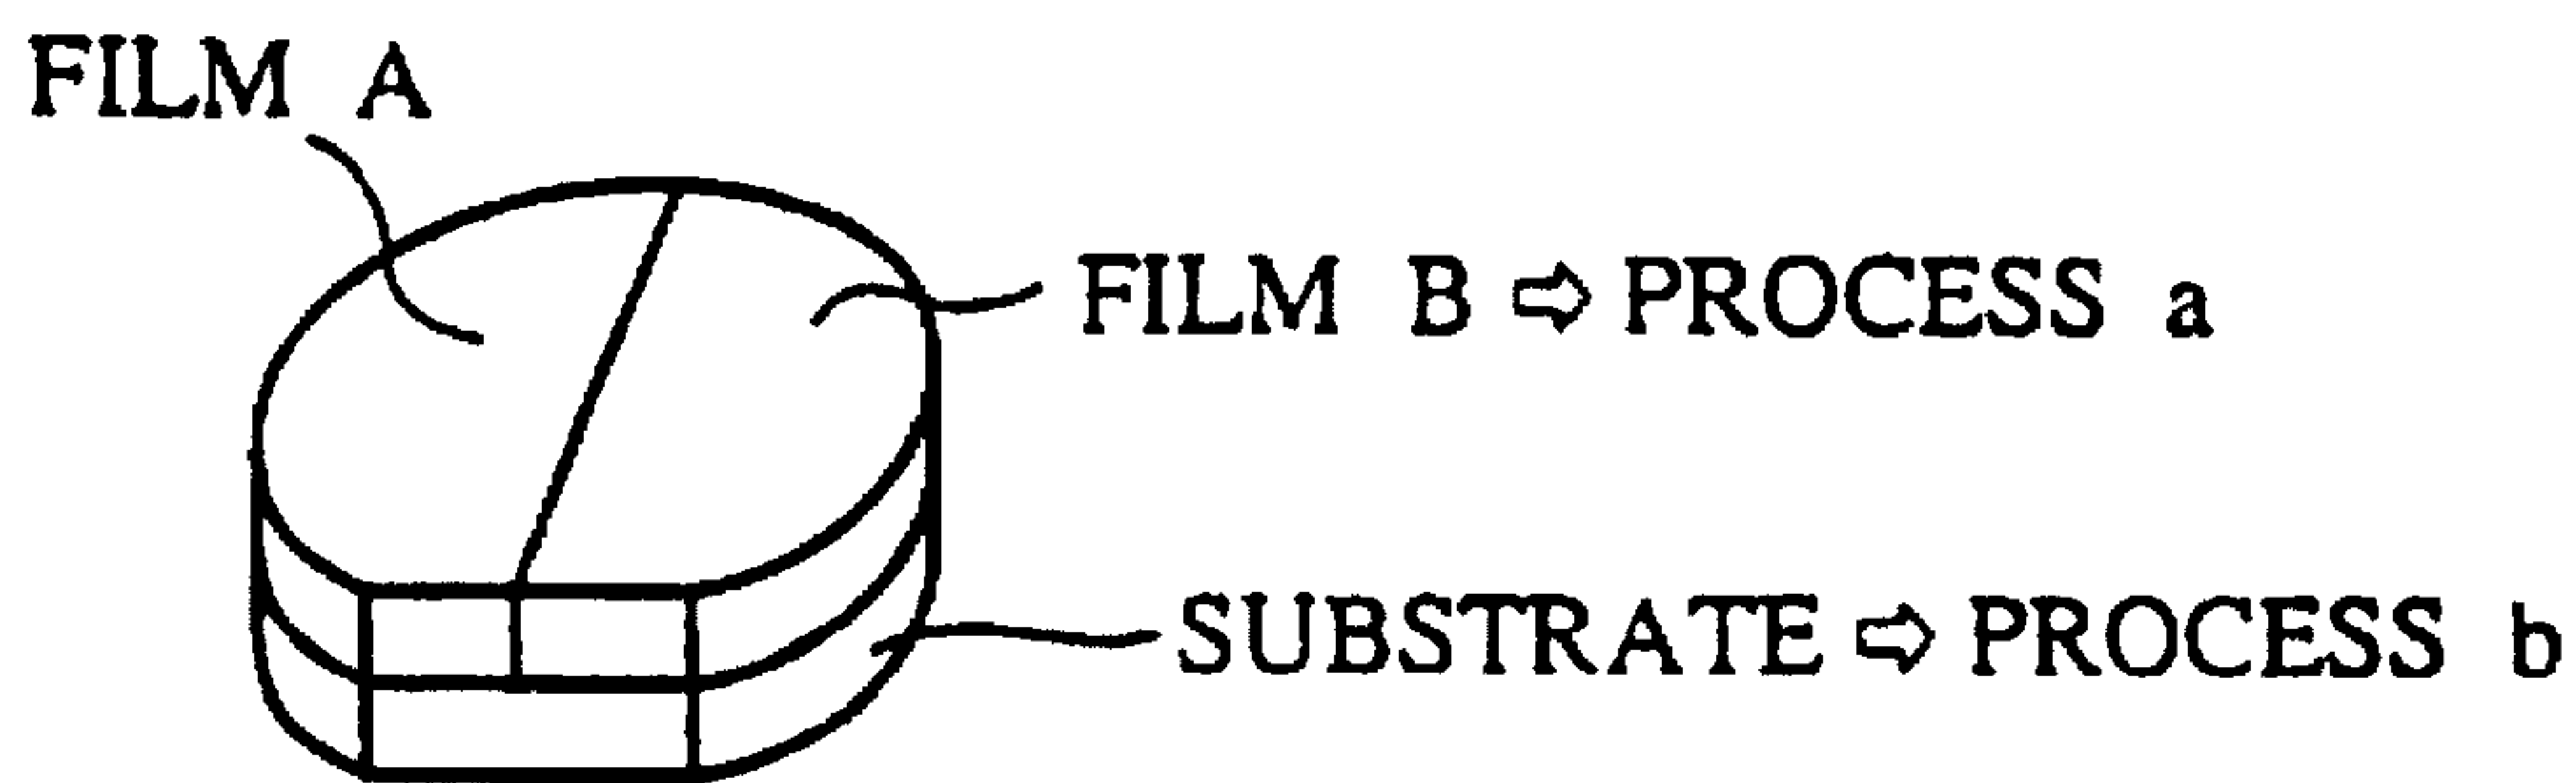 FILM A
FILM B ⇨ PROCESS a
SUBSTRATE ⇨ PROCESS b